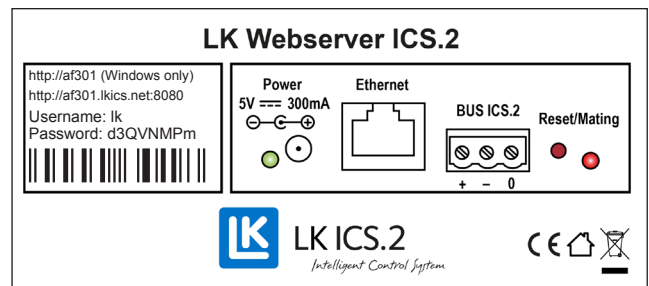 LK Webserver ICS.2
http://af301 (Windows only)
http://af301.lkics.net:8080
Username: lk
Password: d3QVNMPm
Power
5V 300mA
Ethernet
BUS ICS.2
+ – 0
Reset/Mating
LK
LK ICS.2
Intelligent Control System
CE